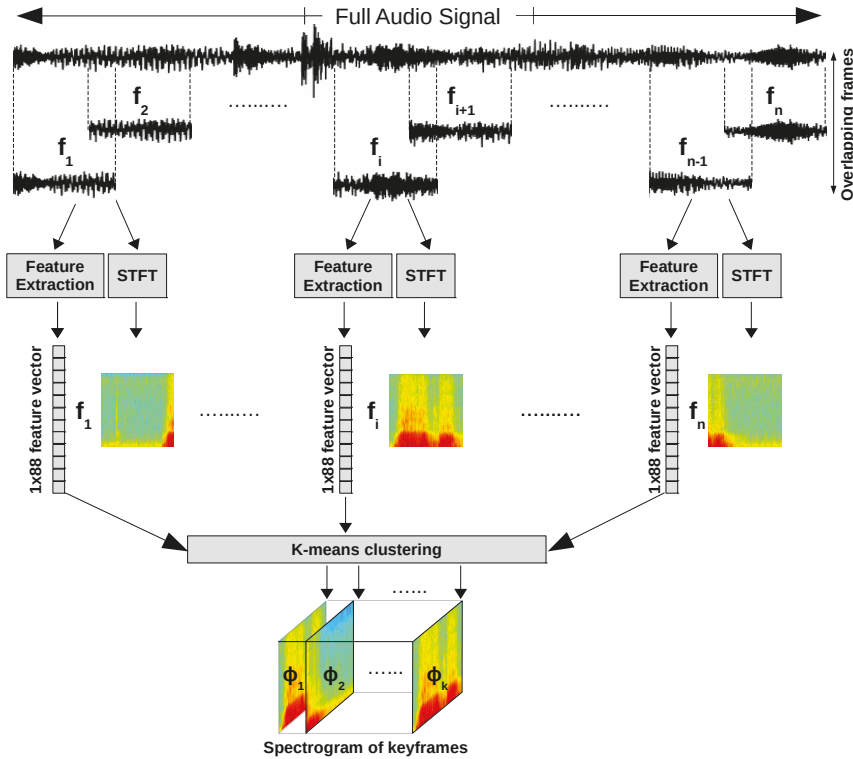 Full Audio Signal
f2
.......... 
fi+1
..........
fn
f1
fi
fn-1
Overlapping frames
Feature Extraction
STFT
Feature Extraction
STFT
Feature Extraction
STFT
1x88 feature vector
f1
..........
1x88 feature vector
fi
..........
1x88 feature vector
fn
K-means clustering
......
ϕ1
ϕ2
......
ϕk
Spectrogram of keyframes